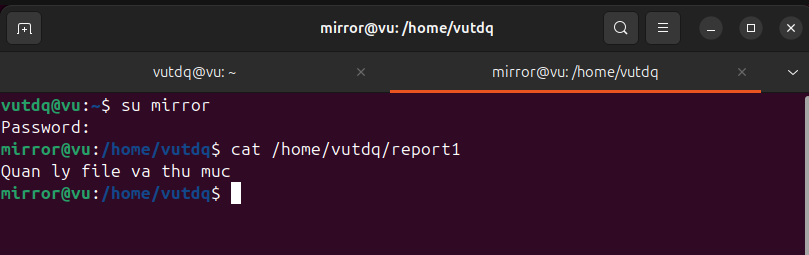 mirror@vu: /home/vutdq
vutdq@vu: ~
mirror@vu: /home/vutdq
vutdq@vu:~$ su mirror
Password:
mirror@vu:/home/vutdq$ cat /home/vutdq/report1
Quan ly file va thu muc
mirror@vu:/home/vutdq$